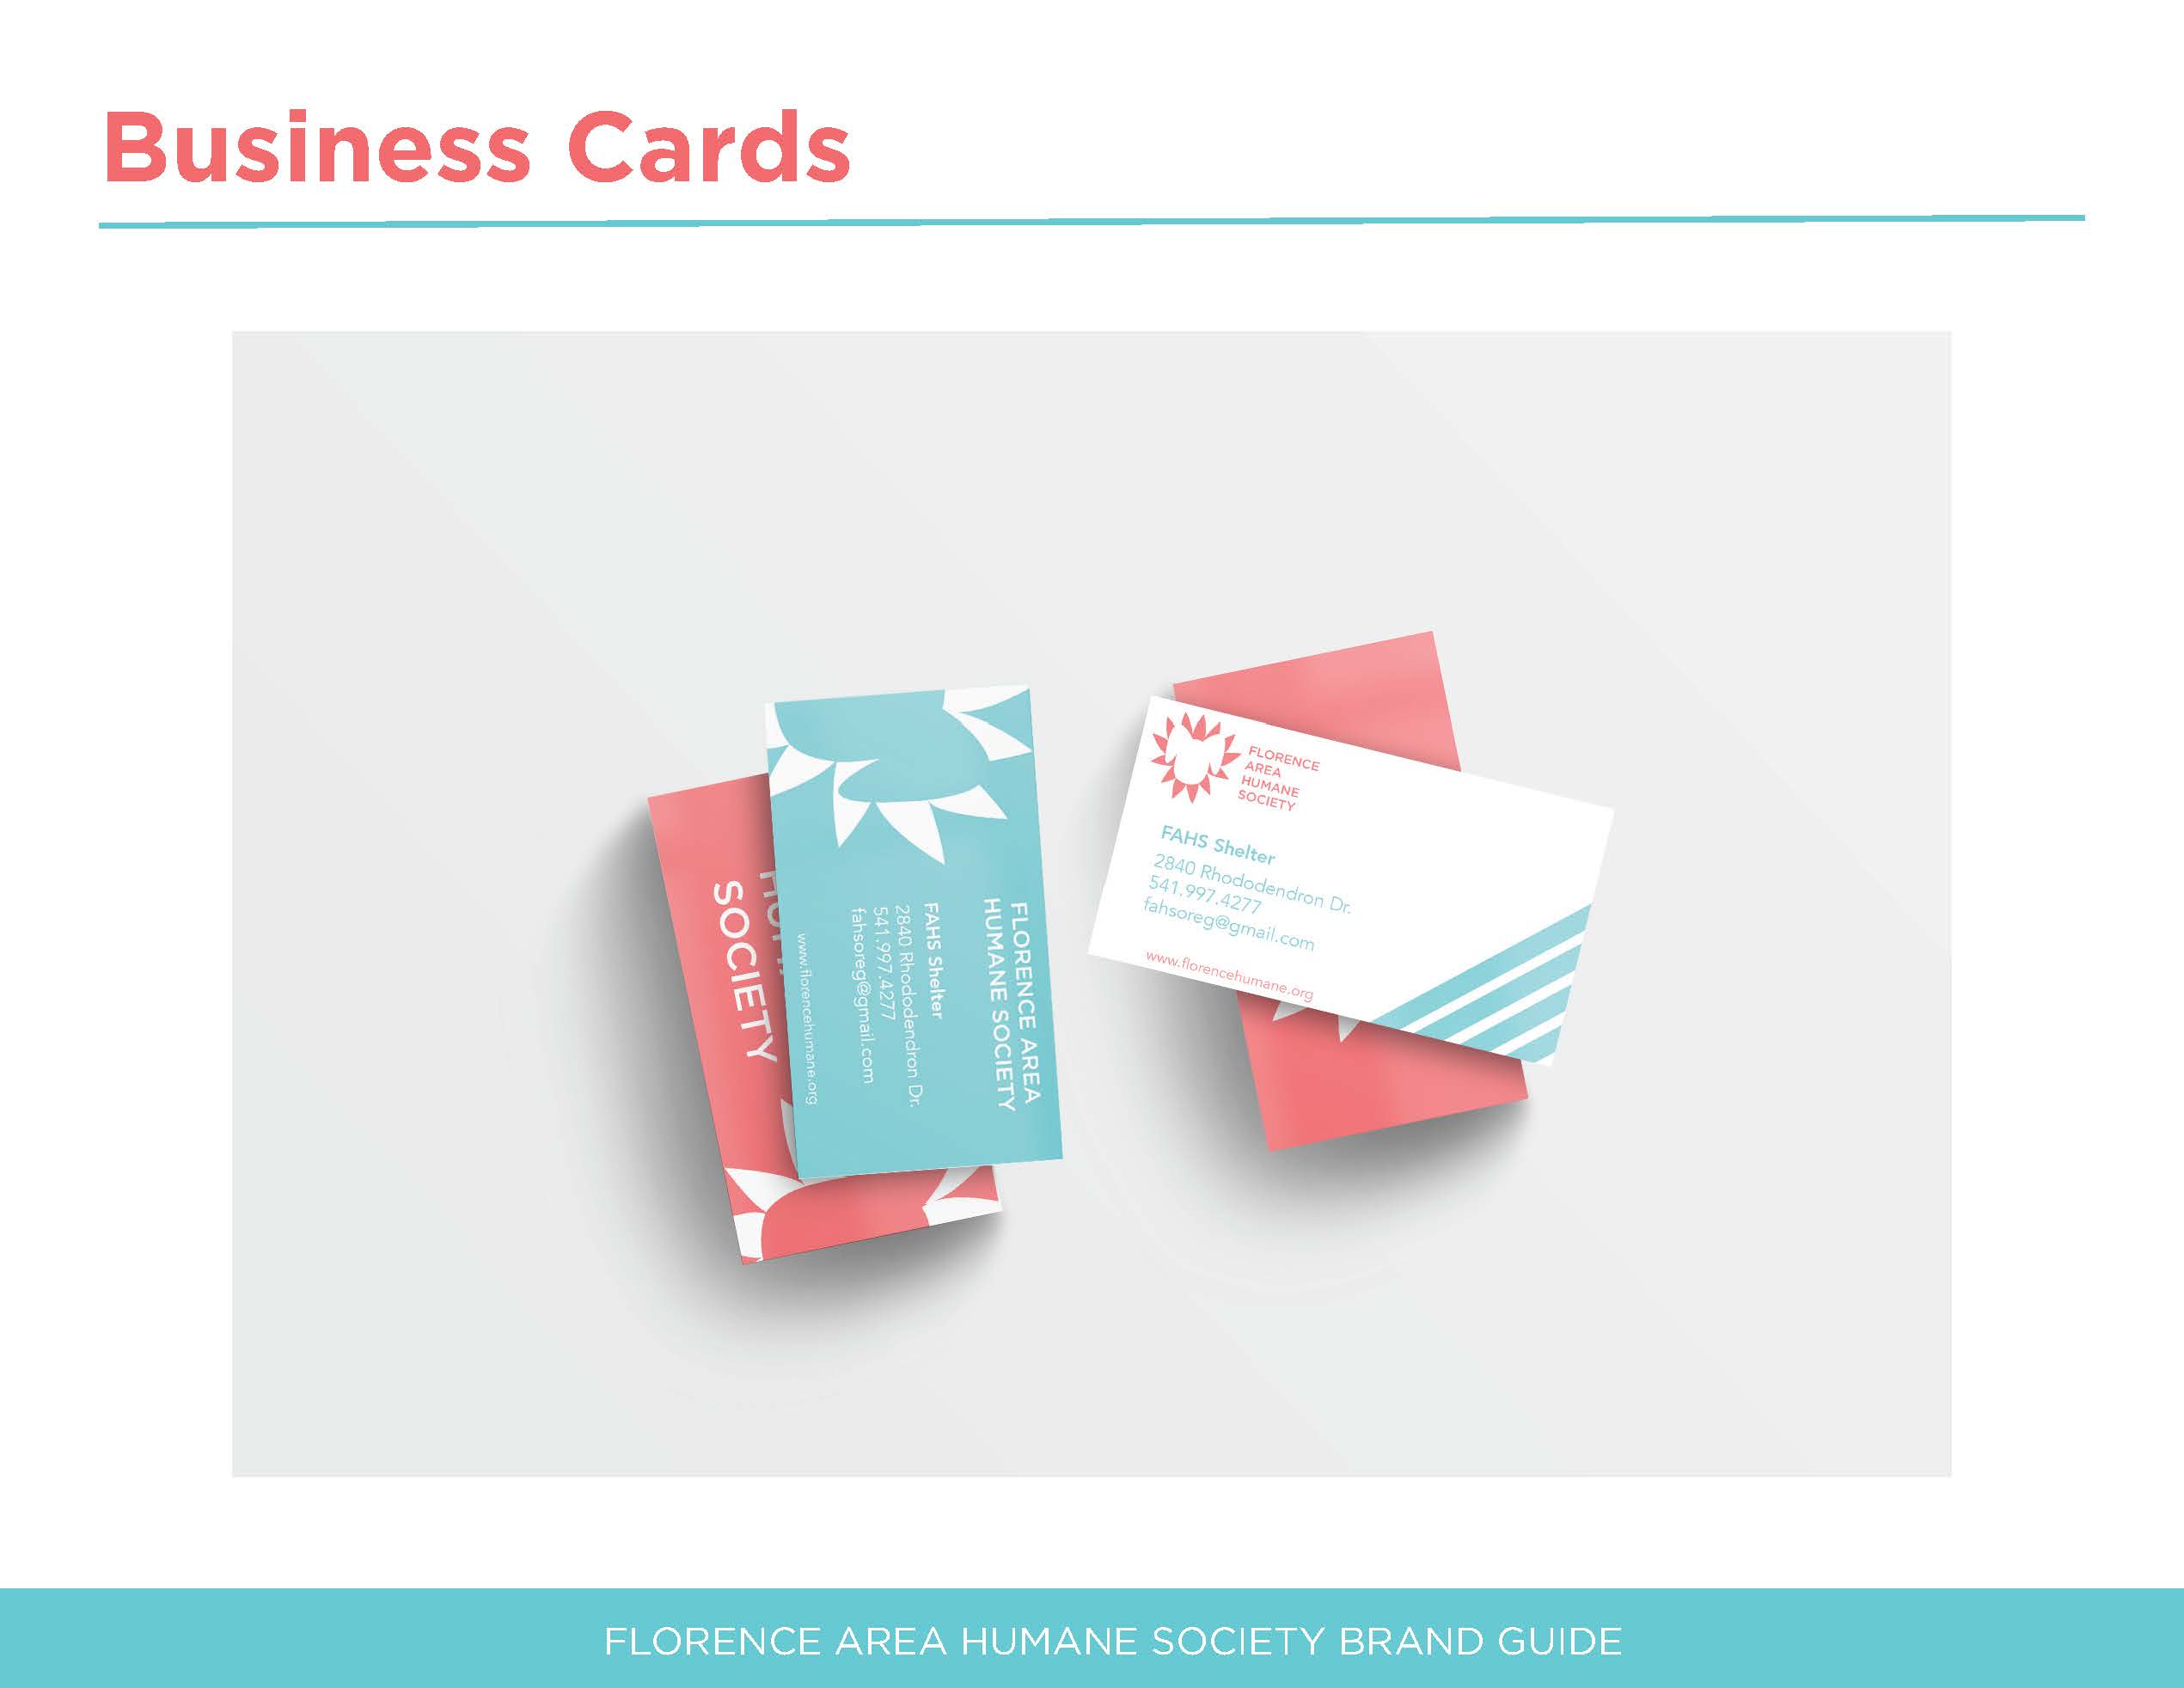 Business Cards
SOCIETY
FLORENCE AREA
HUMANE SOCIETY
FAHS Shelter
2840 Rhododendron Dr.
541.997.4277
fahsoreg@gmail.com
www.florencehumane.org
FLORENCE
AREA
HUMANE
SOCIETY
FAHS Shelter
2840 Rhododendron Dr.
541.997.4277
fahsoreg@gmail.com
www.florencehumane.org
FLORENCE AREA HUMANE SOCIETY BRAND GUIDE